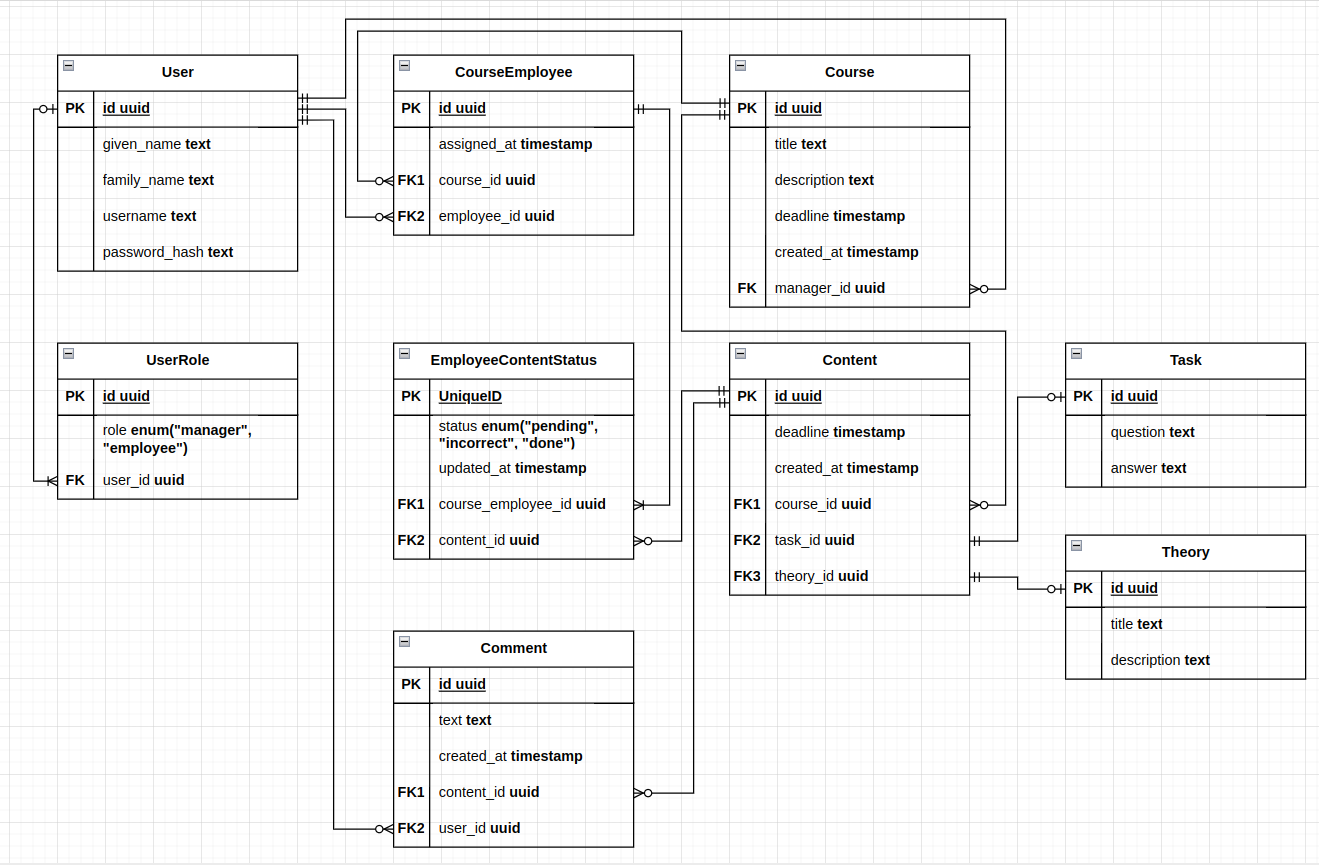 User
PK id uuid
given_name text
family_name text
username text
password_hash text
CourseEmployee
PK id uuid
assigned_at timestamp
FK1 course_id uuid
FK2 employee_id uuid
Course
PK id uuid
title text
description text
deadline timestamp
created_at timestamp
FK manager_id uuid
UserRole
PK id uuid
role enum("manager",
"employee")
FK user_id uuid
EmployeeContentStatus
PK UniqueID
status enum("pending",
"incorrect", "done")
updated_at timestamp
FK1 course_employee_id uuid
FK2 content_id uuid
Content
PK id uuid
deadline timestamp
created_at timestamp
FK1 course_id uuid
FK2 task_id uuid
FK3 theory_id uuid
Task
PK id uuid
question text
answer text
Theory
PK id uuid
title text
description text
Comment
PK id uuid
text text
created_at timestamp
FK1 content_id uuid
FK2 user_id uuid